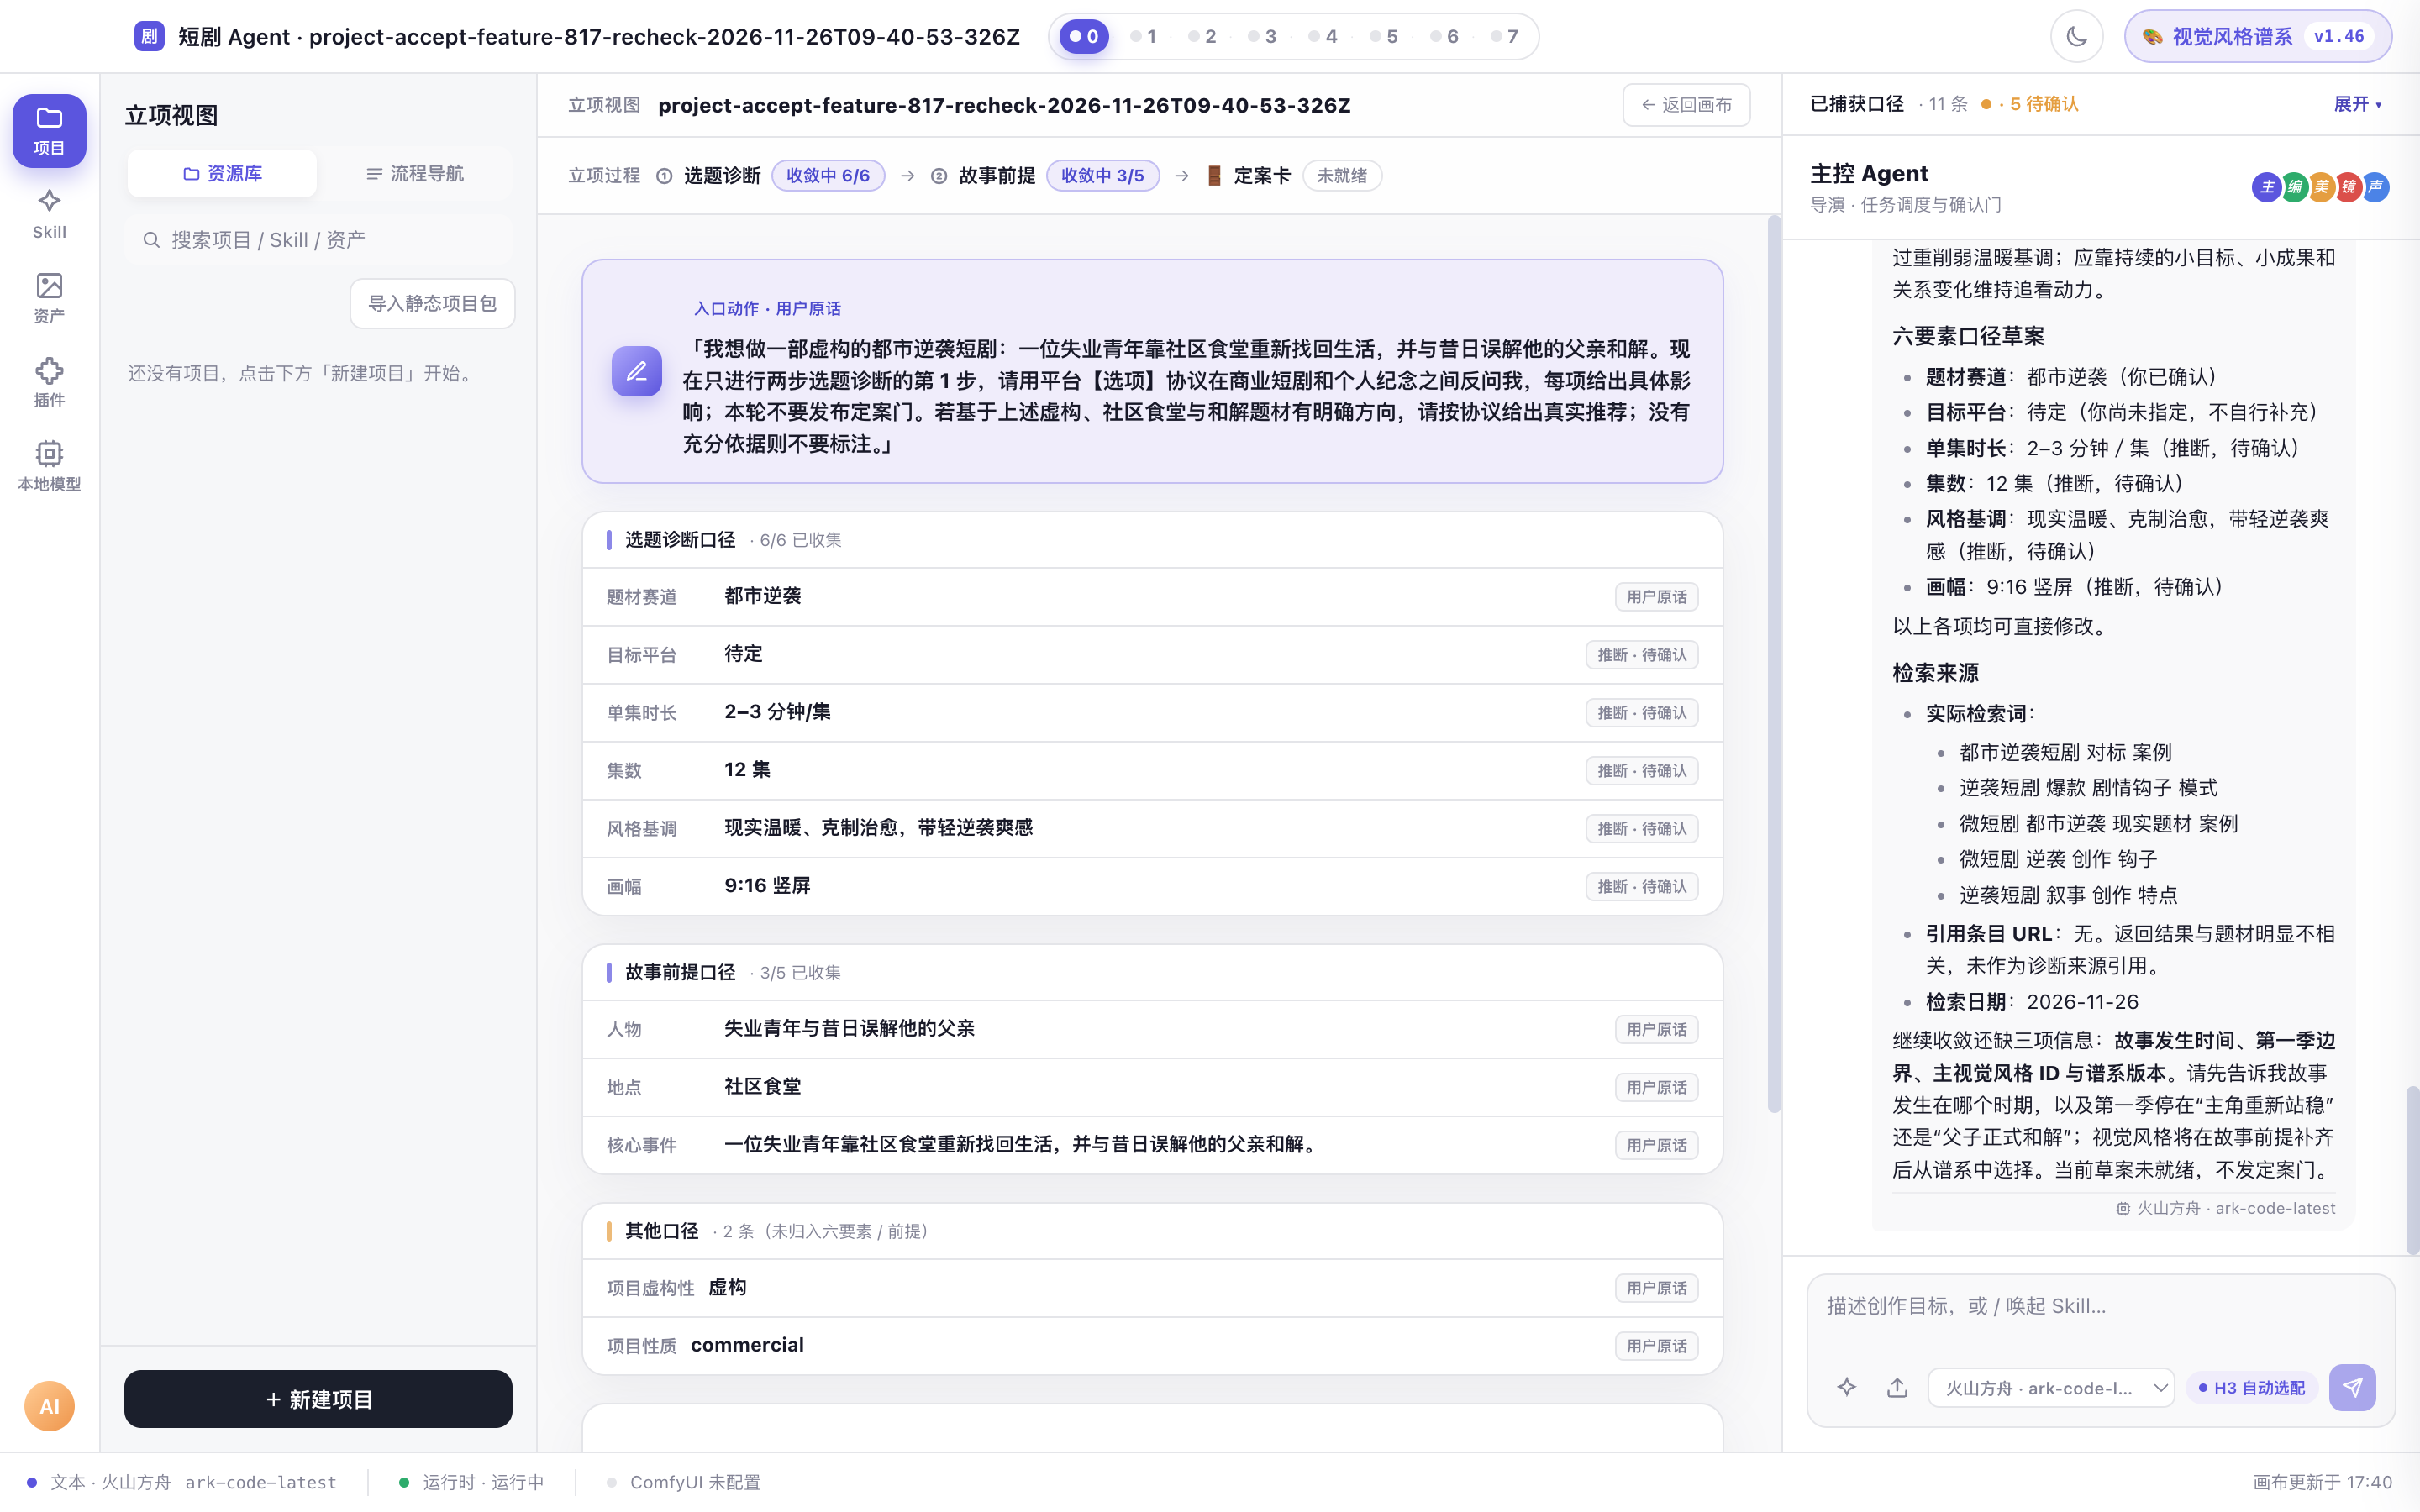 剧 短剧 Agent · project-accept-feature-817-recheck-2026-11-26T09-40-53-326Z
0 · 1 · 2 · 3 · 4 · 5 · 6 · 7
视觉风格谱系 v1.46
项目
Skill
资产
插件
本地模型
AI
立项视图
资源库
流程导航
搜索项目 / Skill / 资产
导入静态项目包
还没有项目，点击下方「新建项目」开始。
+ 新建项目
立项视图 project-accept-feature-817-recheck-2026-11-26T09-40-53-326Z
← 返回画布
立项过程 ① 选题诊断 收敛中 6/6 → ② 故事前提 收敛中 3/5 → 定案卡 未就绪
入口动作 · 用户原话
「我想做一部虚构的都市逆袭短剧：一位失业青年靠社区食堂重新找回生活，并与昔日误解他的父亲和解。现
在只进行两步选题诊断的第 1 步，请用平台【选项】协议在商业短剧和个人纪念之间反问我，每项给出具体影
响；本轮不要发布定案门。若基于上述虚构、社区食堂与和解题材有明确方向，请按协议给出真实推荐；没有
充分依据则不要标注。」
选题诊断口径 · 6/6 已收集
题材赛道 都市逆袭 用户原话
目标平台 待定 推断 · 待确认
单集时长 2–3 分钟/集 推断 · 待确认
集数 12 集 推断 · 待确认
风格基调 现实温暖、克制治愈，带轻逆袭爽感 推断 · 待确认
画幅 9:16 竖屏 推断 · 待确认
故事前提口径 · 3/5 已收集
人物 失业青年与昔日误解他的父亲 用户原话
地点 社区食堂 用户原话
核心事件 一位失业青年靠社区食堂重新找回生活，并与昔日误解他的父亲和解。 用户原话
其他口径 · 2 条（未归入六要素 / 前提）
项目虚构性 虚构 用户原话
项目性质 commercial 用户原话
已捕获口径 · 11 条 · 5 待确认
展开 ▾
主控 Agent
导演 · 任务调度与确认门
主 编 美 镜 声
过重削弱温暖基调；应靠持续的小目标、小成果和
关系变化维持追看动力。
六要素口径草案
• 题材赛道：都市逆袭（你已确认）
• 目标平台：待定（你尚未指定，不自行补充）
• 单集时长：2–3 分钟 / 集（推断，待确认）
• 集数：12 集（推断，待确认）
• 风格基调：现实温暖、克制治愈，带轻逆袭爽
感（推断，待确认）
• 画幅：9:16 竖屏（推断，待确认）
以上各项均可直接修改。
检索来源
• 实际检索词：
• 都市逆袭短剧 对标 案例
• 逆袭短剧 爆款 剧情钩子 模式
• 微短剧 都市逆袭 现实题材 案例
• 微短剧 逆袭 创作 钩子
• 逆袭短剧 叙事 创作 特点
• 引用条目 URL：无。返回结果与题材明显不相
关，未作为诊断来源引用。
• 检索日期：2026-11-26
继续收敛还缺三项信息：故事发生时间、第一季边
界、主视觉风格 ID 与谱系版本。请先告诉我故事
发生在哪个时期，以及第一季停在“主角重新站稳”
还是“父子正式和解”；视觉风格将在故事前提补齐
后从谱系中选择。当前草案未就绪，不发定案门。
火山方舟 · ark-code-latest
描述创作目标，或 / 唤起 Skill...
火山方舟 · ark-code-l...
H3 自动选配
文本 · 火山方舟 ark-code-latest
运行时 · 运行中
ComfyUI 未配置
画布更新于 17:40